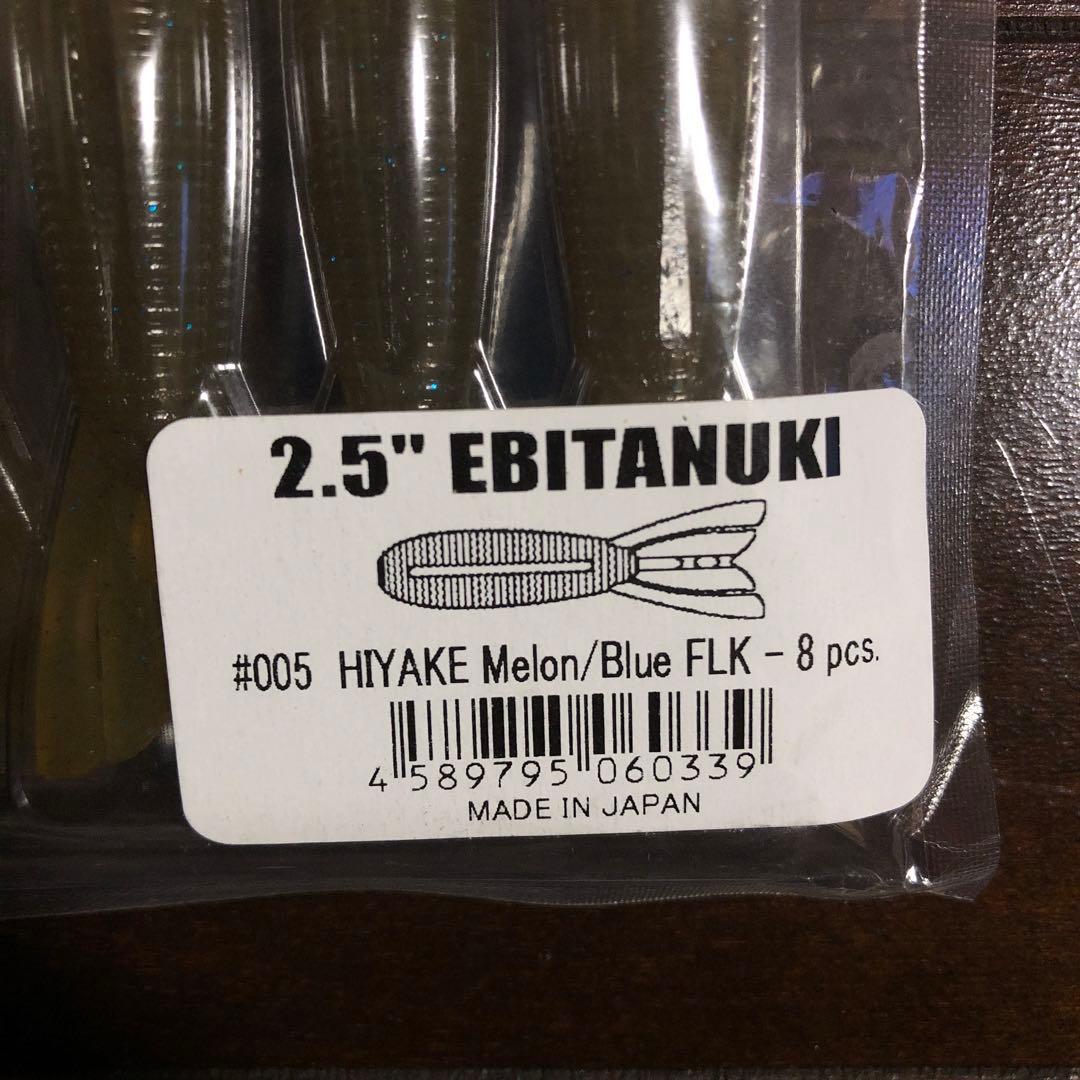 2.5" EBITANUKI
#005 HIYAKE Melon/Blue FLK - 8 pcs.
4 589795 060339
MADE IN JAPAN